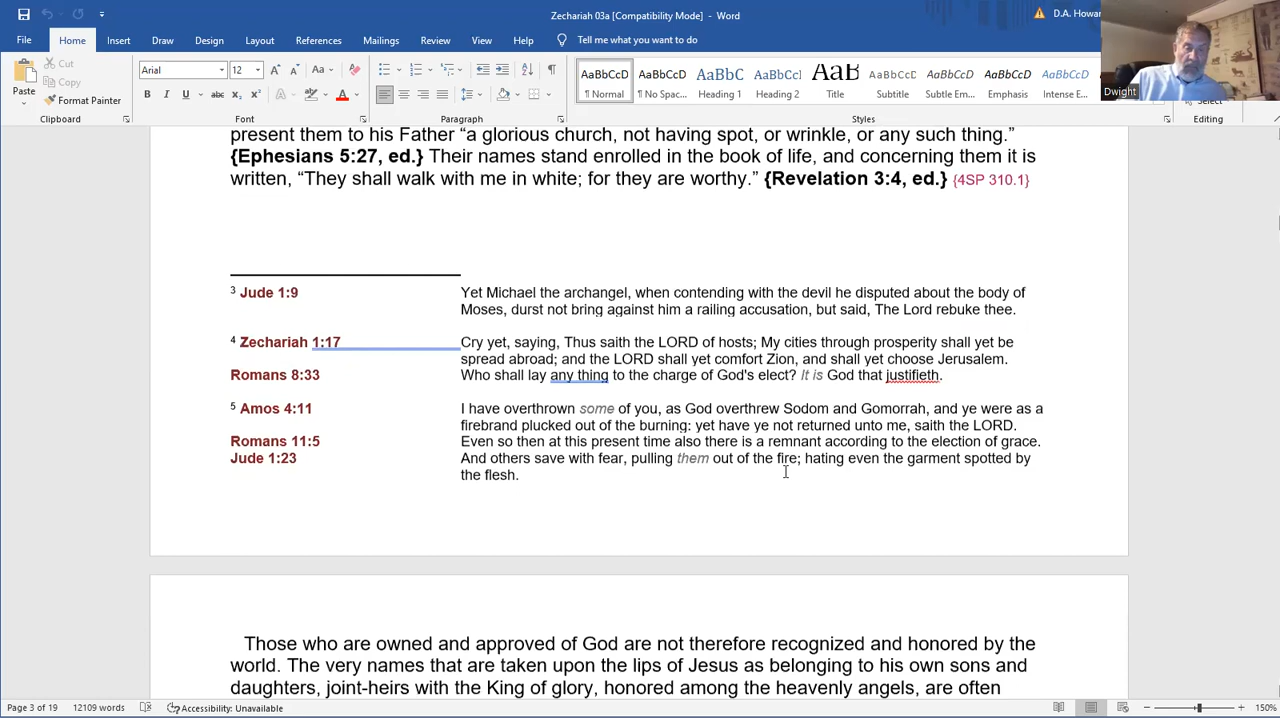 Zechariah 03a [Compatibility Mode] - Word
D.A. Howar
File Home Insert Draw Design Layout References Mailings Review View Help Tell me what you want to do
Paste
Cut
Copy
Format Painter
Clipboard
Arial 12
Font
Paragraph
AaBbCcD AaBbCcD AaBbC AaBbCcI AaB AaBbCcD AaBbCcD AaBbCcD AaBbCcD
¶ Normal ¶ No Spac... Heading 1 Heading 2 Title Subtitle Subtle Em... Emphasis Intense E...
Styles
Select
Editing
Dwight
present them to his Father “a glorious church, not having spot, or wrinkle, or any such thing.”
{Ephesians 5:27, ed.} Their names stand enrolled in the book of life, and concerning them it is
written, “They shall walk with me in white; for they are worthy.” {Revelation 3:4, ed.} {4SP 310.1}
3 Jude 1:9 Yet Michael the archangel, when contending with the devil he disputed about the body of
Moses, durst not bring against him a railing accusation, but said, The Lord rebuke thee.
4 Zechariah 1:17 Cry yet, saying, Thus saith the LORD of hosts; My cities through prosperity shall yet be
spread abroad; and the LORD shall yet comfort Zion, and shall yet choose Jerusalem.
Romans 8:33 Who shall lay any thing to the charge of God's elect? It is God that justifieth.
5 Amos 4:11 I have overthrown some of you, as God overthrew Sodom and Gomorrah, and ye were as a
firebrand plucked out of the burning: yet have ye not returned unto me, saith the LORD.
Romans 11:5 Even so then at this present time also there is a remnant according to the election of grace.
Jude 1:23 And others save with fear, pulling them out of the fire; hating even the garment spotted by
the flesh.
Those who are owned and approved of God are not therefore recognized and honored by the
world. The very names that are taken upon the lips of Jesus as belonging to his own sons and
daughters, joint-heirs with the King of glory, honored among the heavenly angels, are often
Page 3 of 19 12109 words Accessibility: Unavailable 150%